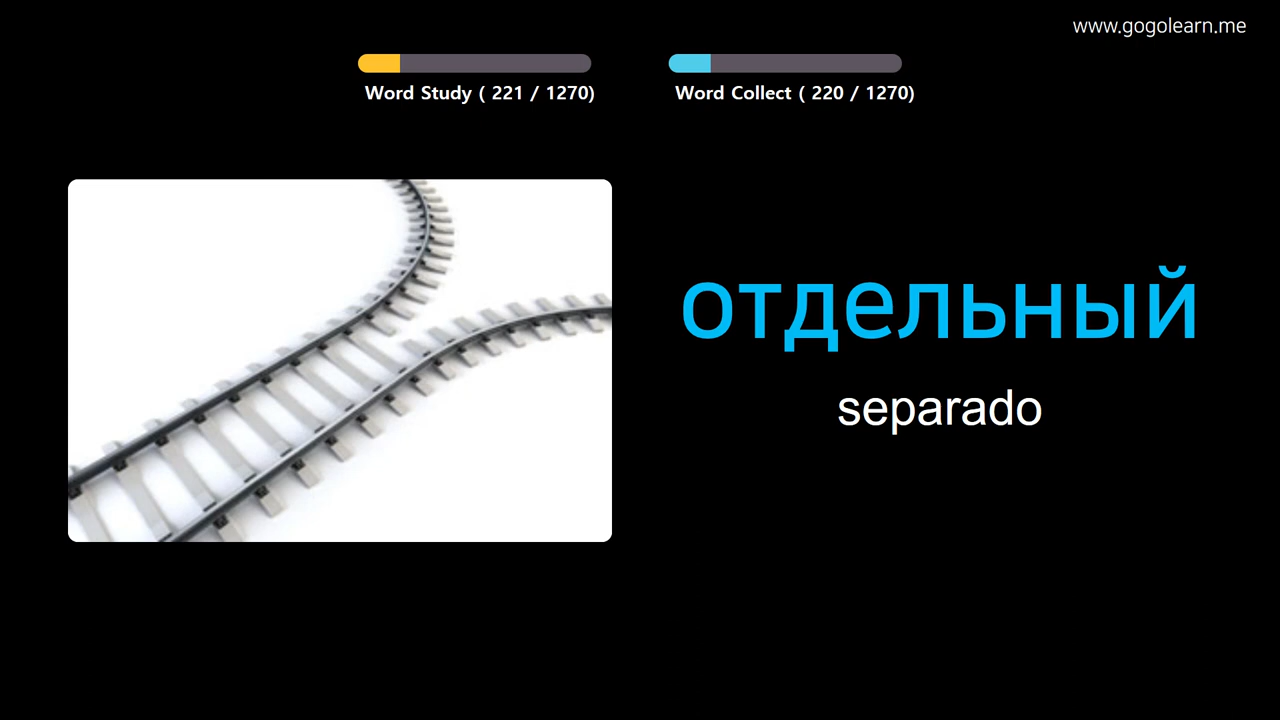 www.gogolearn.me
Word Study ( 221 / 1270)
Word Collect ( 220 / 1270)
отдельный
separado